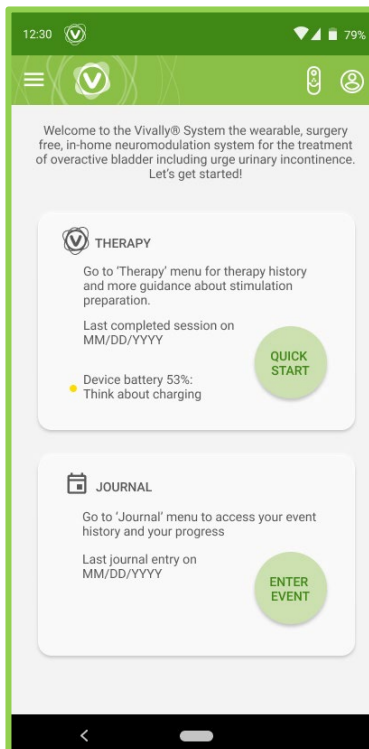 12:30
79%
Welcome to the Vivally® System the wearable, surgery
free, in-home neuromodulation system for the treatment
of overactive bladder including urge urinary incontinence.
Let's get started!
THERAPY
Go to 'Therapy' menu for therapy history
and more guidance about stimulation
preparation.
Last completed session on
MM/DD/YYYY
QUICK
START
Device battery 53%:
Think about charging
JOURNAL
Go to 'Journal' menu to access your event
history and your progress
Last journal entry on
MM/DD/YYYY
ENTER
EVENT